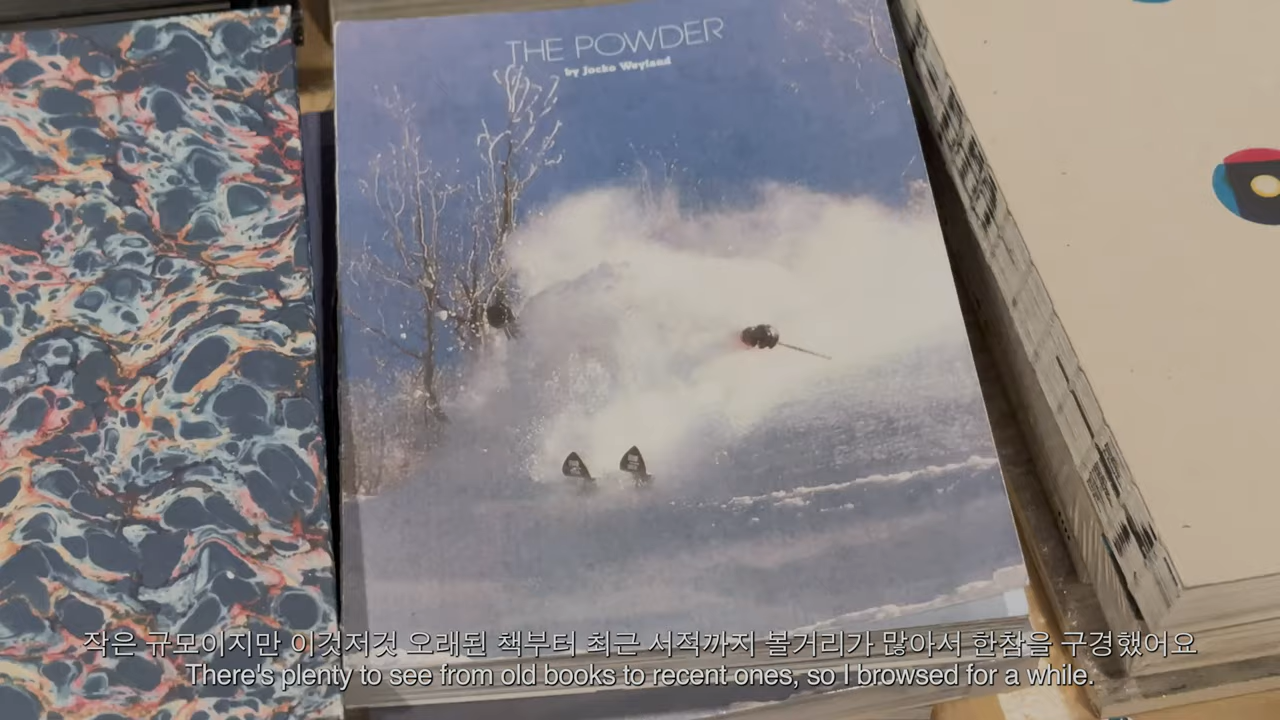 THE POWDER
by Jocko Weyland
작은 규모이지만 이것저것 오래된 책부터 최근 서적까지 볼거리가 많아서 한참을 구경했어요
There's plenty to see from old books to recent ones, so I browsed for a while.